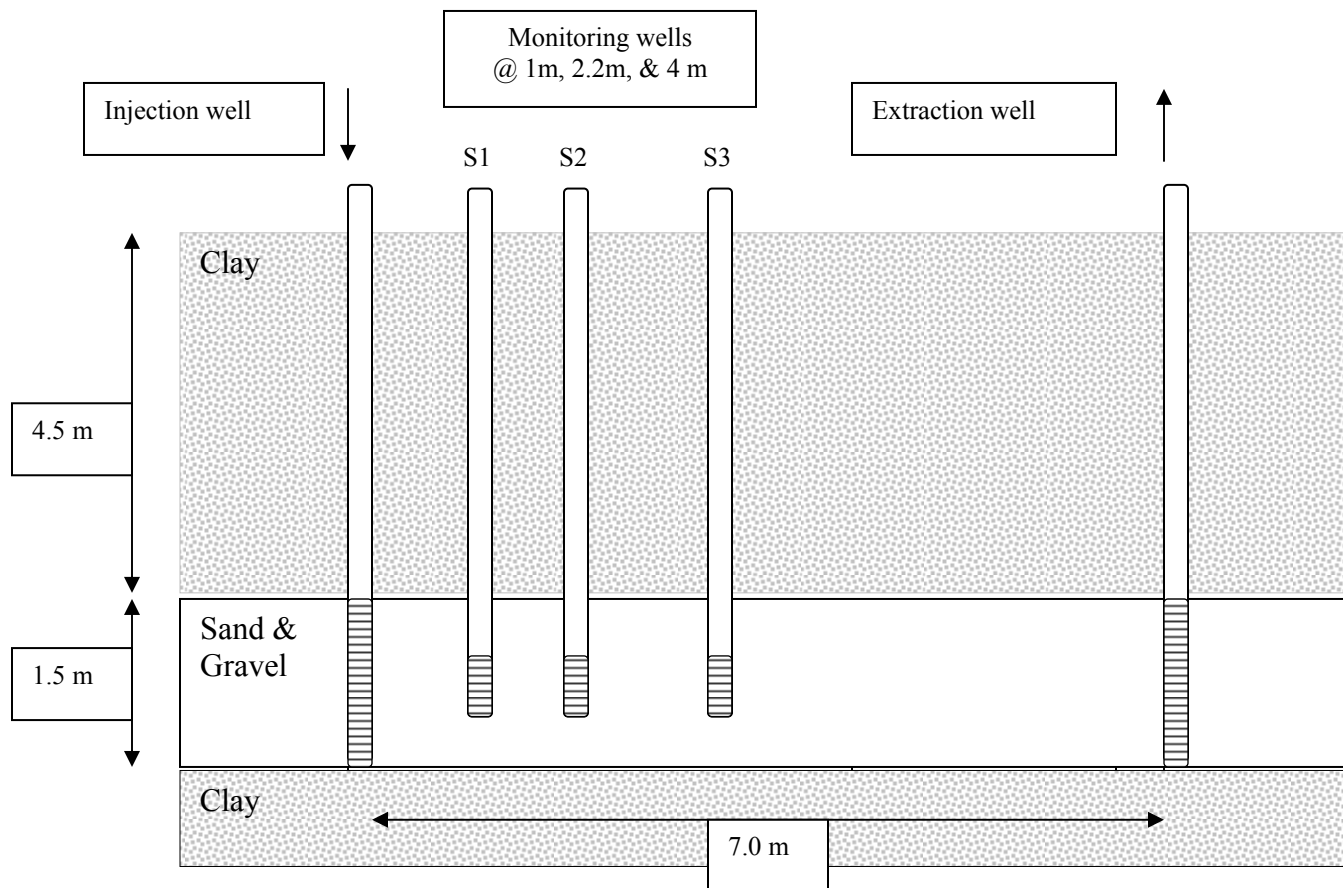 Monitoring wells
@ 1m, 2.2m, & 4 m
Injection well
Extraction well
S1
S2
S3
Clay
4.5 m
Sand &
Gravel
1.5 m
Clay
7.0 m